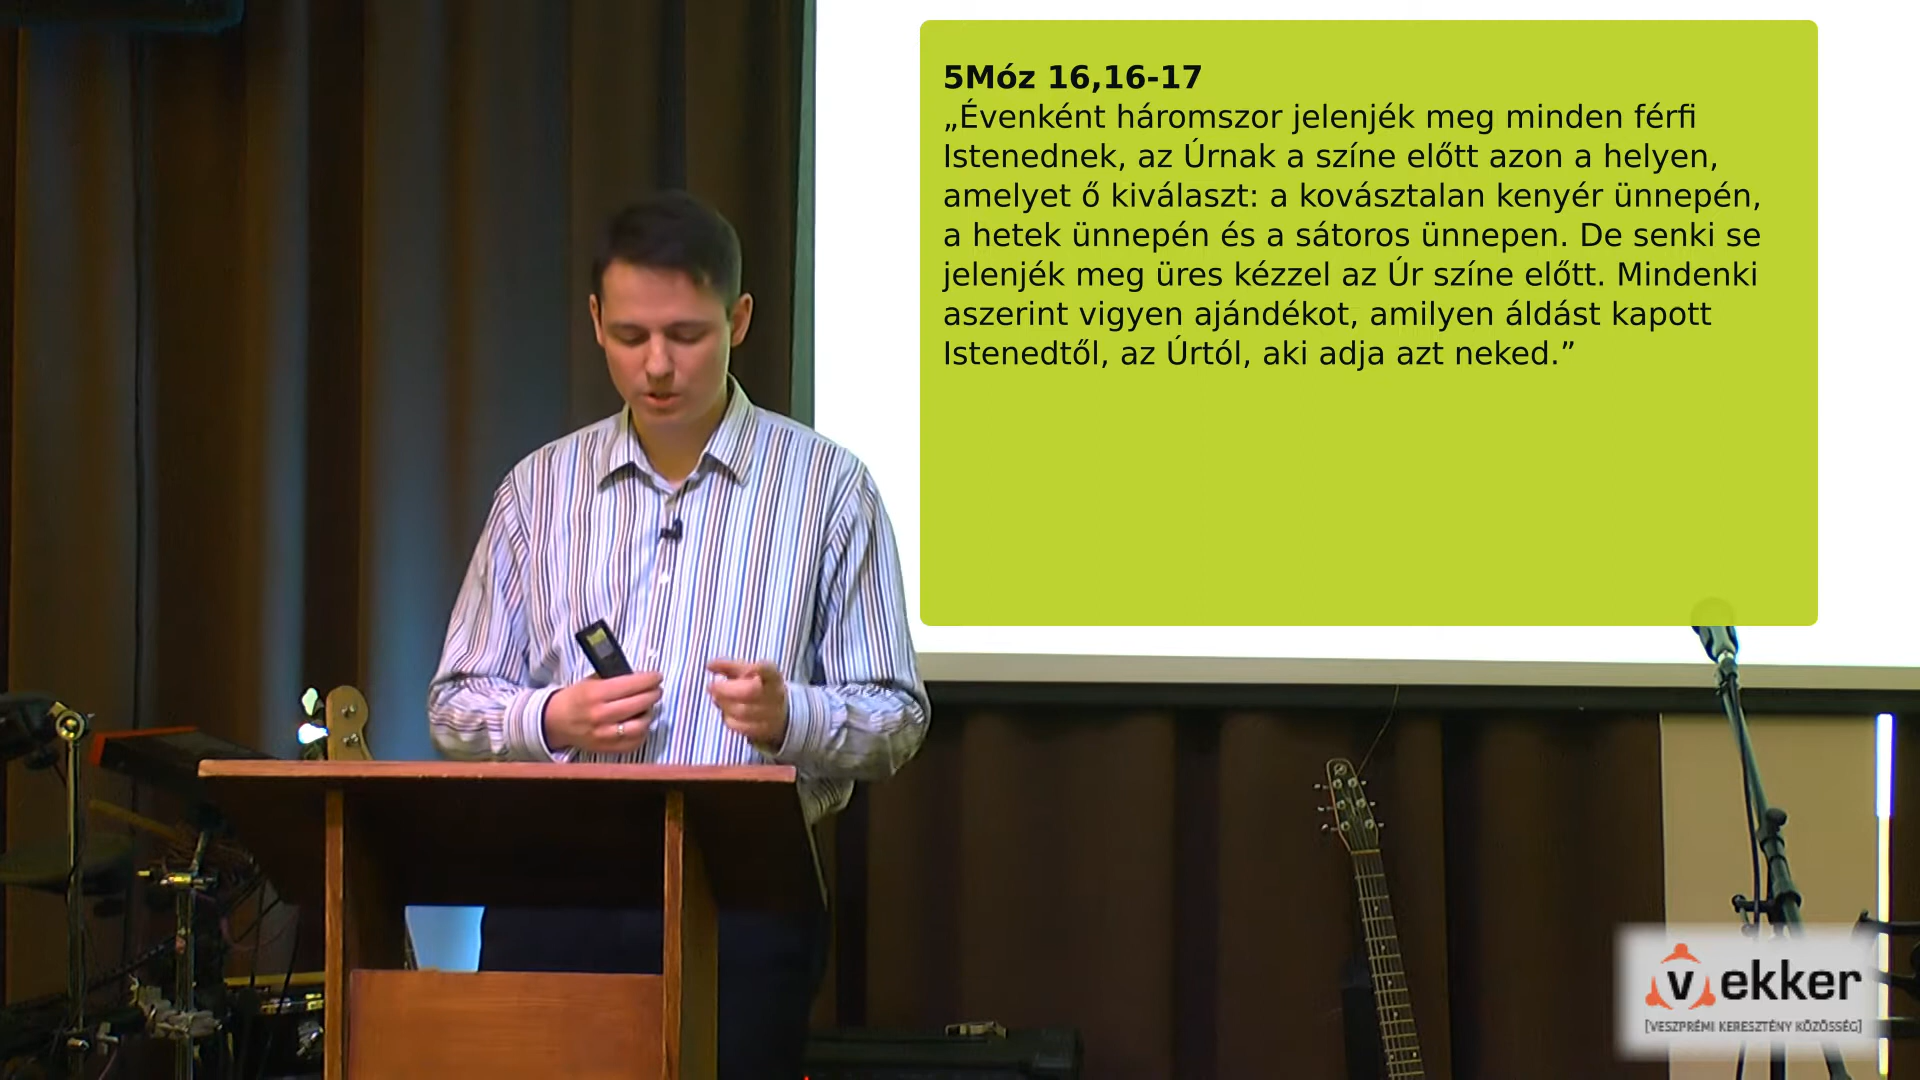 5Móz 16,16-17
„Évenként háromszor jelenjék meg minden férfi
Istenednek, az Úrnak a színe előtt azon a helyen,
amelyet ő kiválaszt: a kovásztalan kenyér ünnepén,
a hetek ünnepén és a sátoros ünnepen. De senki se
jelenjék meg üres kézzel az Úr színe előtt. Mindenki
aszerint vigyen ajándékot, amilyen áldást kapott
Istenedtől, az Úrtól, aki adja azt neked.”
vekker
[VESZPRÉMI KERESZTÉNY KÖZÖSSÉG]